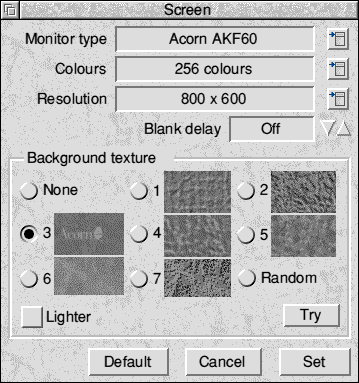 Screen
Monitor type Acorn AKF60
Colours 256 colours
Resolution 800 x 600
Blank delay Off
Background texture
None 1 2
3 Acorn 4 5
6 7 Random
Lighter Try
Default Cancel Set